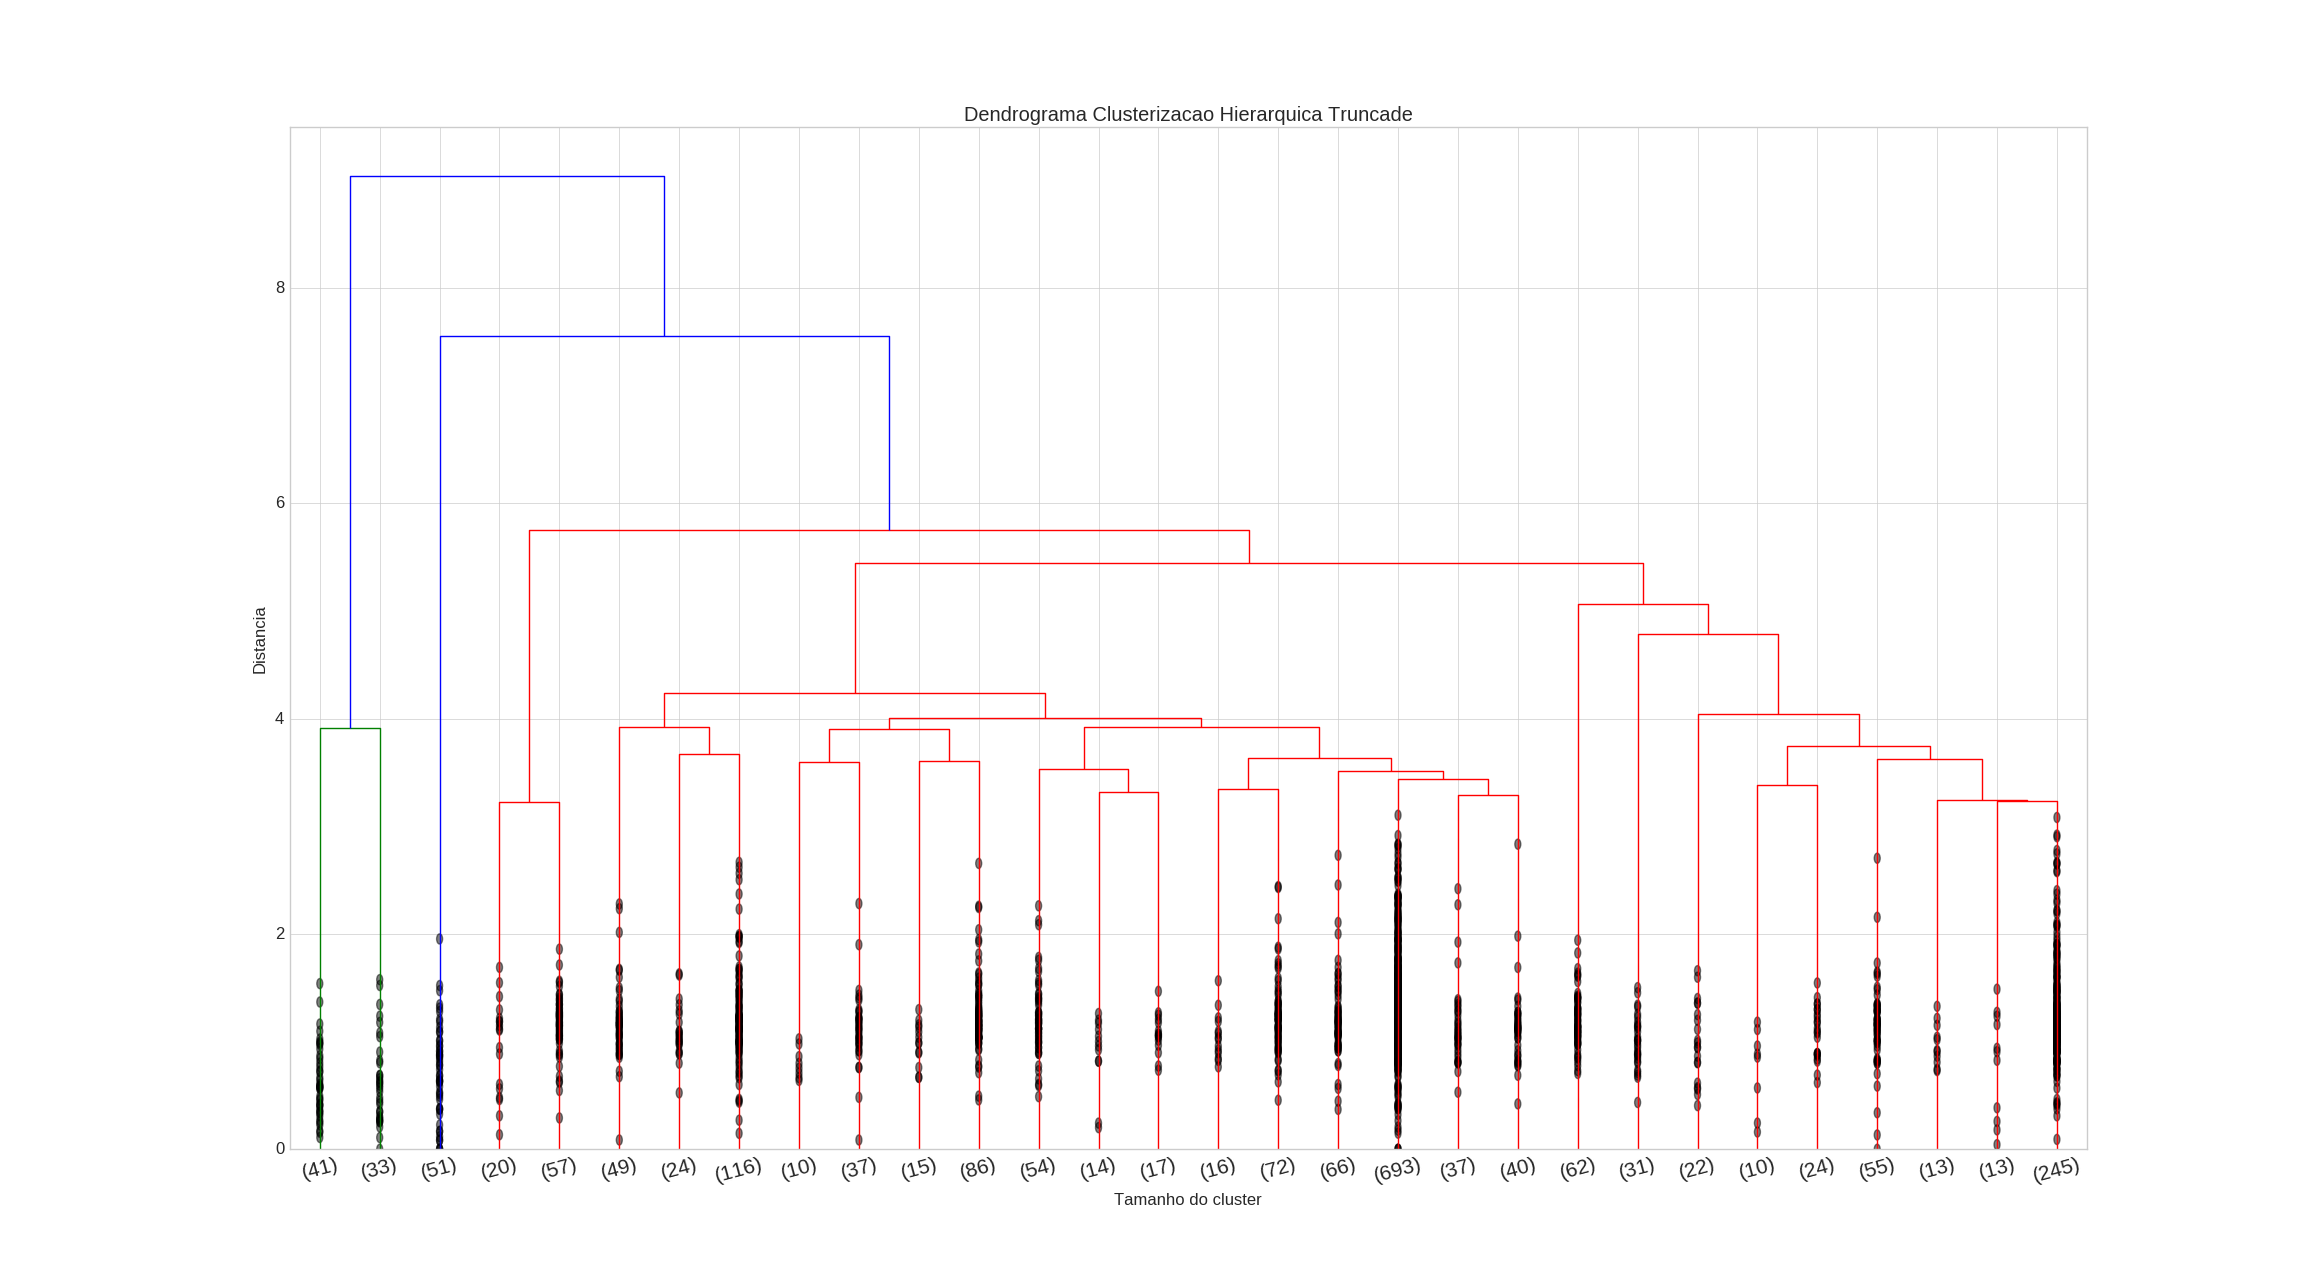 Dendrograma Clusterizacao Hierarquica Truncade
8
6
4
2
0
Distancia
(41) (33) (51) (20) (57) (49) (24) (116) (10) (37) (15) (86) (54) (14) (17) (16) (72) (66) (693) (37) (40) (62) (31) (22) (10) (24) (55) (13) (13) (245)
Tamanho do cluster